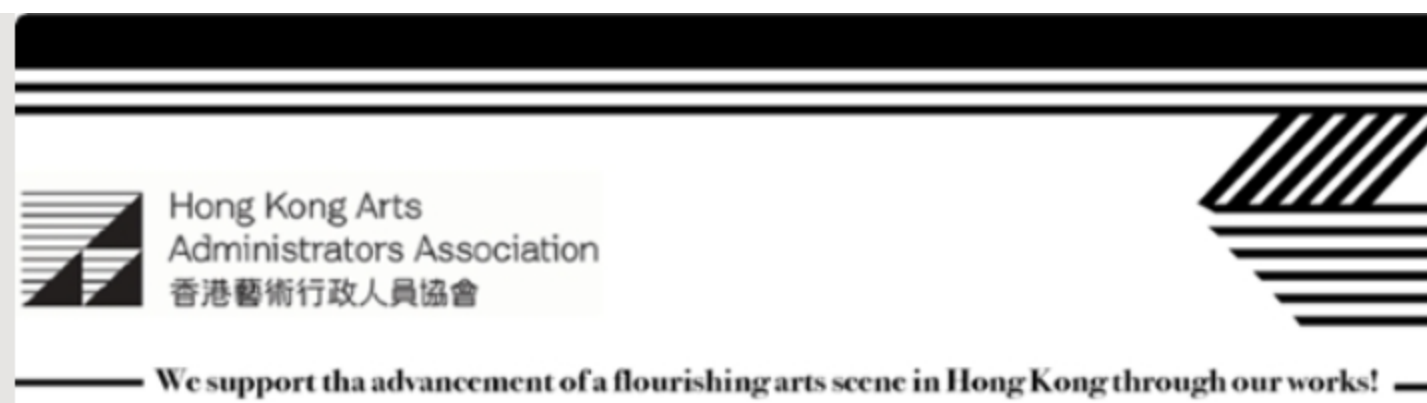 Hong Kong Arts
Administrators Association
香港藝術行政人員協會
We support tha advancement of a flourishing arts scene in Hong Kong through our works!